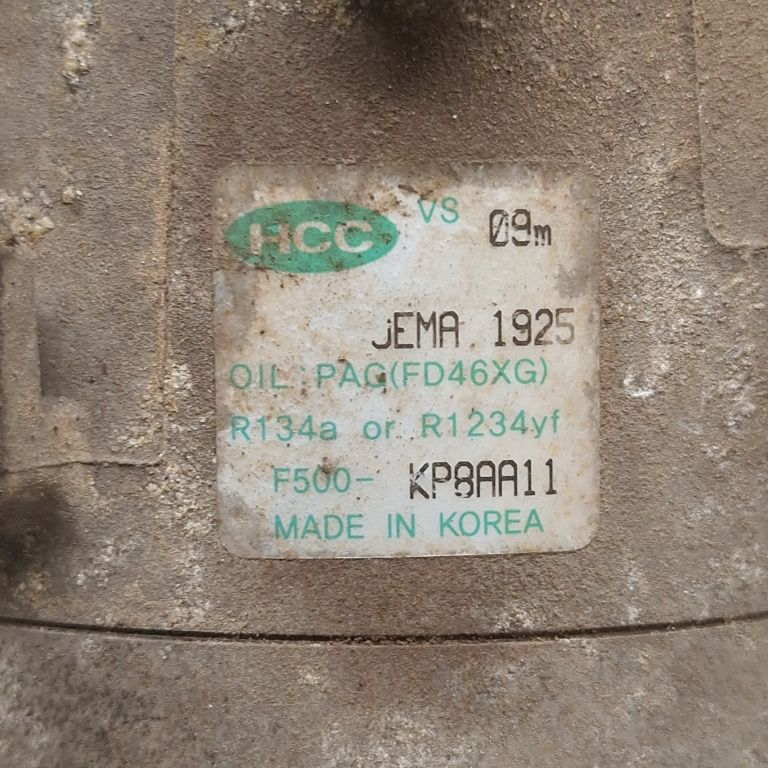 HCC VS 09m
JEMA 1925
OIL : PAG(FD46XG)
R134a or R1234yf
F500- KP8AA11
MADE IN KOREA